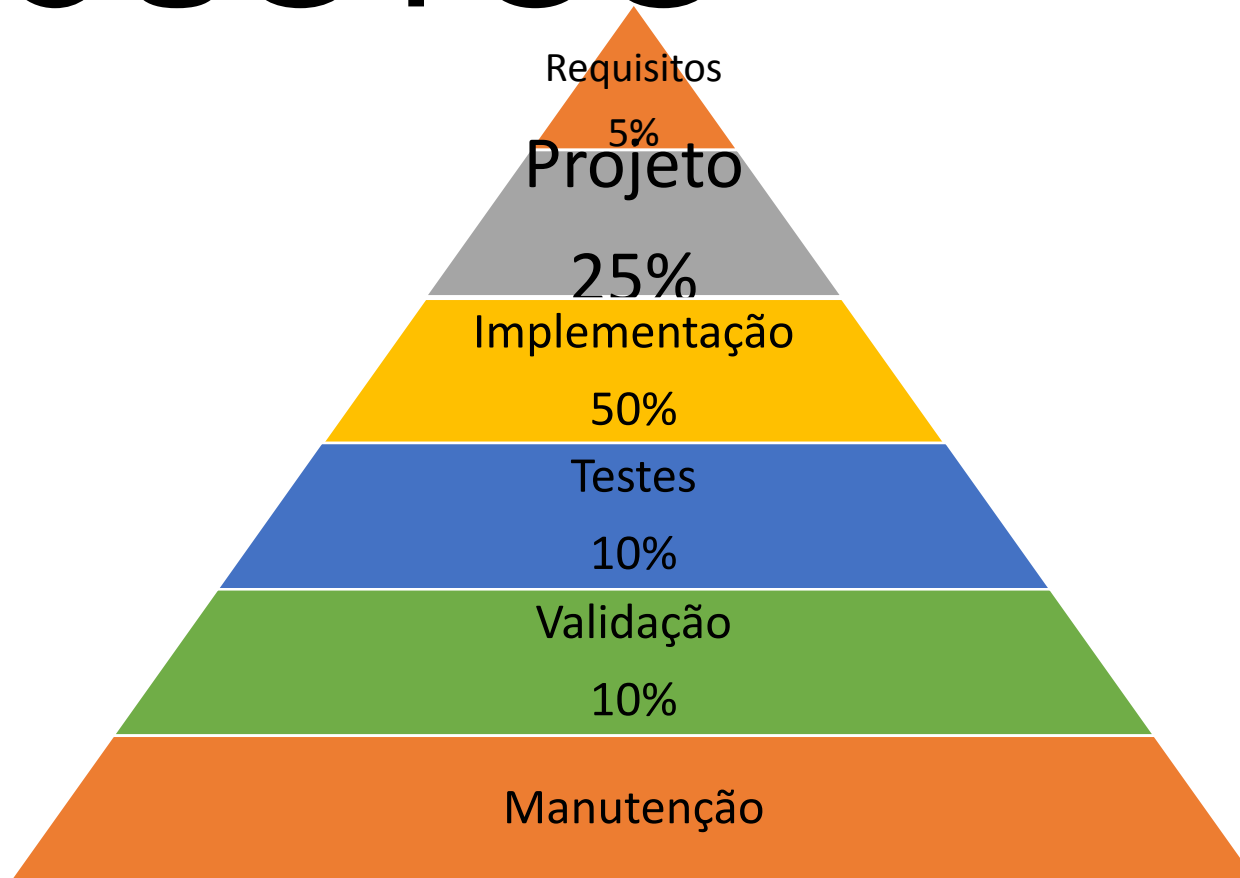 Requisitos
5%
Projeto
25%
Implementação
50%
Testes
10%
Validação
10%
Manutenção